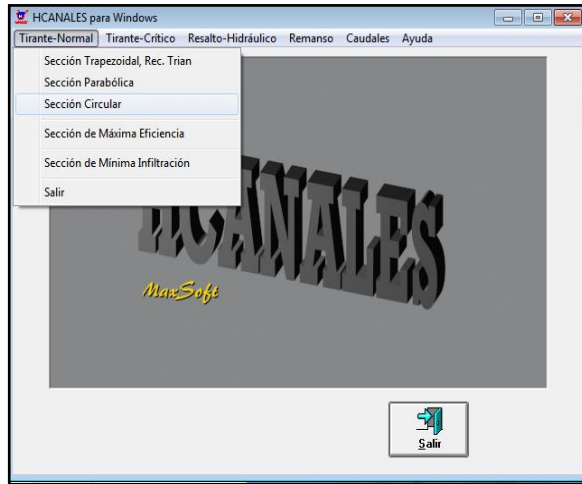 HCANALES para Windows
Tirante-Normal Tirante-Crítico Resalto-Hidráulico Remanso Caudales Ayuda
Sección Trapezoidal, Rec. Trian
Sección Parabólica
Sección Circular
Sección de Máxima Eficiencia
Sección de Mínima Infiltración
Salir
HCANALES
MaxSoft
Salir